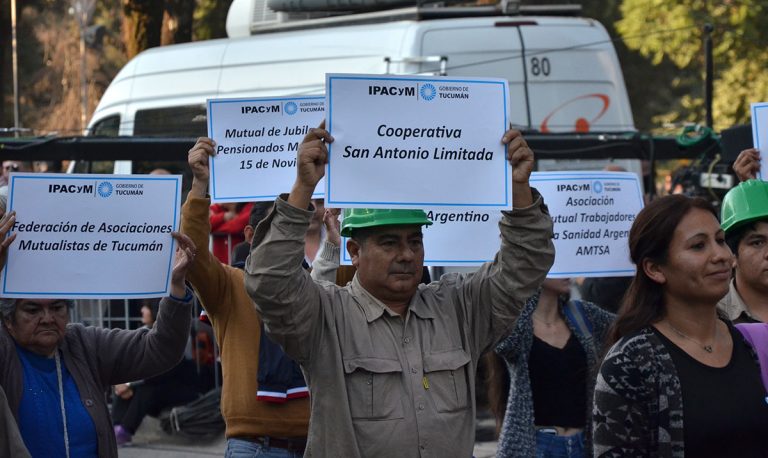 80
IPACyM GOBIERNO DE TUCUMÁN
Mutual de Jubil
Pensionados M
15 de Novi
IPACyM GOBIERNO DE TUCUMÁN
Cooperativa
San Antonio Limitada
IPACyM GOBIERNO DE TUCUMÁN
Federación de Asociaciones
Mutualistas de Tucumán
Argentino
IPACyM GOBIERNO DE TUCUMÁN
Asociación
utual Trabajadores
a Sanidad Argen
AMTSA